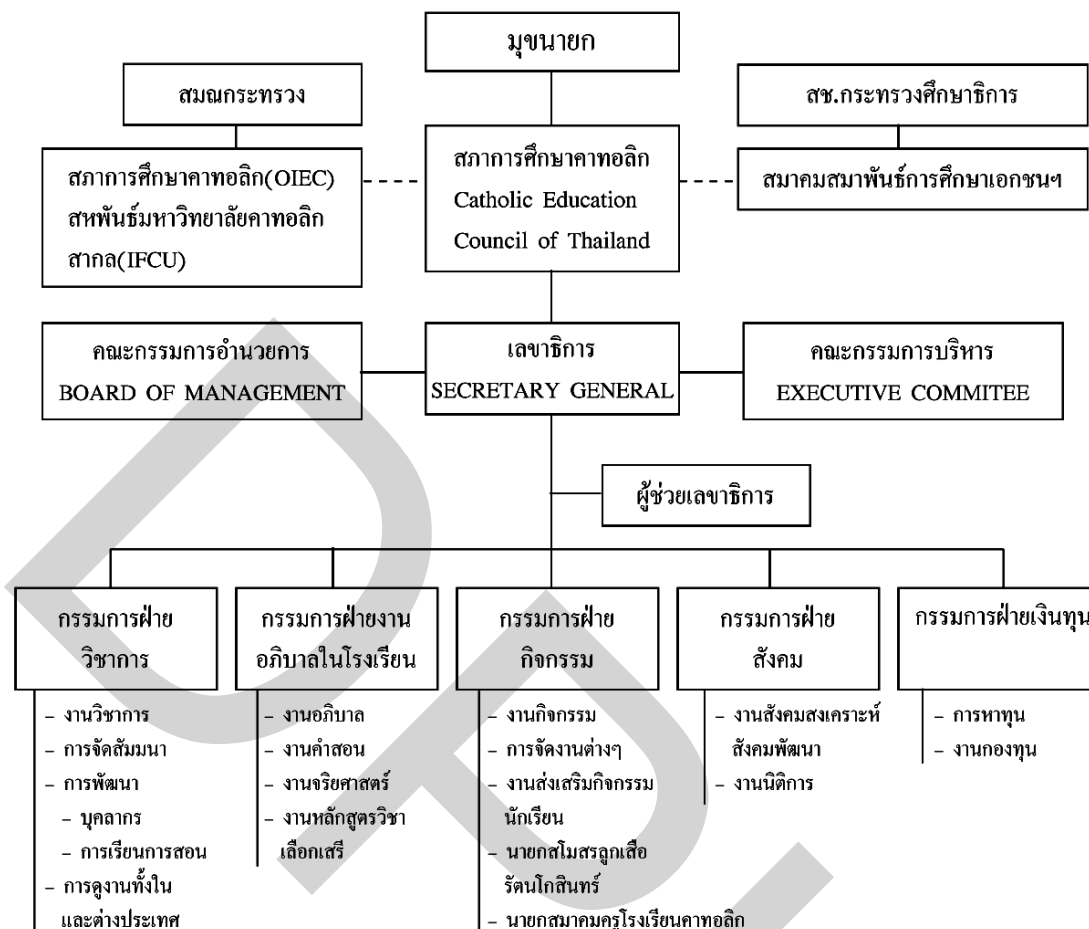 มุขนายก
สมณกระทรวง
สช.กระทรวงศึกษาธิการ
สภาการศึกษาคาทอลิก(OIEC)
สหพันธ์มหาวิทยาลัยคาทอลิก
สากล(IFCU)
สภาการศึกษาคาทอลิก
Catholic Education
Council of Thailand
สมาคมสมาพันธ์การศึกษาเอกชนฯ
คณะกรรมการอำนวยการ
BOARD OF MANAGEMENT
เลขาธิการ
SECRETARY GENERAL
คณะกรรมการบริหาร
EXECUTIVE COMMITEE
ผู้ช่วยเลขาธิการ
กรรมการฝ่าย
วิชาการ
กรรมการฝ่ายงาน
อภิบาลในโรงเรียน
กรรมการฝ่าย
กิจกรรม
กรรมการฝ่าย
สังคม
กรรมการฝ่ายเงินทุน
– งานวิชาการ
– การจัดสัมมนา
– การพัฒนา
– บุคลากร
– การเรียนการสอน
– การดูงานทั้งใน
และต่างประเทศ
– งานอภิบาล
– งานคำสอน
– งานจริยศาสตร์
– งานหลักสูตรวิชา
เลือกเสรี
– งานกิจกรรม
– การจัดงานต่างๆ
– งานส่งเสริมกิจกรรม
นักเรียน
– นายกสโมสรลูกเสือ
รัตนโกสินทร์
– นายกสมาคมครูโรงเรียนคาทอลิก
– งานสังคมสงเคราะห์
สังคมพัฒนา
– งานนิติการ
– การหาทุน
– งานกองทุน